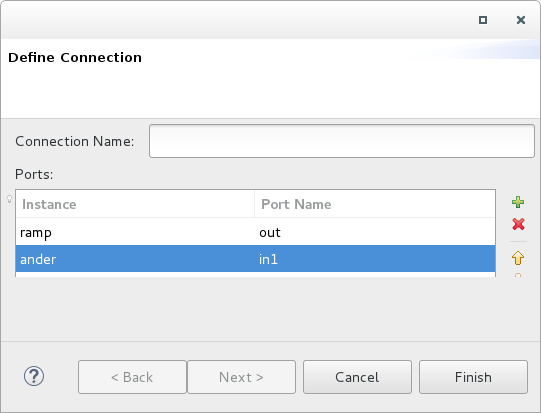 Define Connection
Connection Name:
Ports:
Instance Port Name
ramp out
ander in1
? < Back Next > Cancel Finish